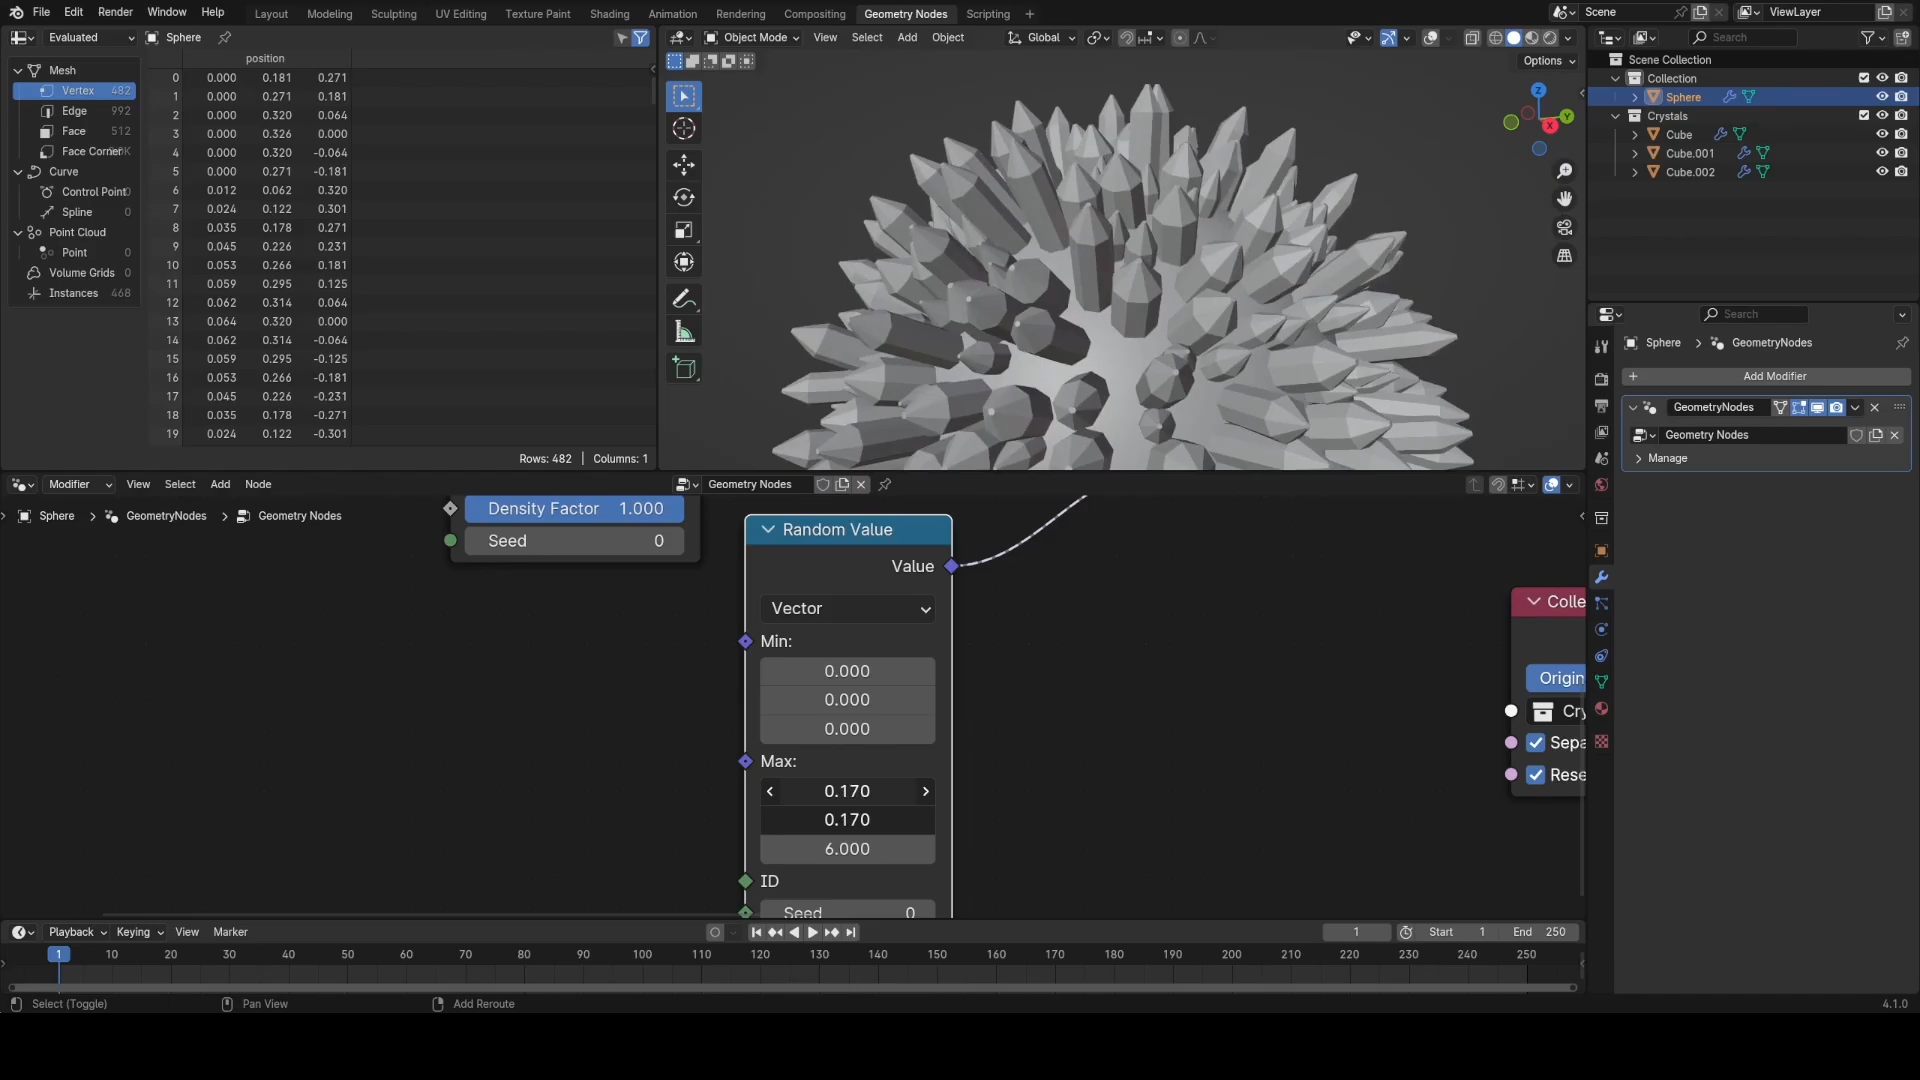 File Edit Render Window Help Layout Modeling Sculpting UV Editing Texture Paint Shading Animation Rendering Compositing Geometry Nodes Scripting + Scene ViewLayer
Evaluated Sphere
Object Mode View Select Add Object Global
Search
Options
position
Mesh
Vertex 482
Edge 992
Face 512
Face Corner
Curve
Control Point
Spline 0
Point Cloud
Point 0
Volume Grids 0
Instances 468
0 0.000 0.181 0.271
1 0.000 0.271 0.181
2 0.000 0.320 0.064
3 0.000 0.326 0.000
4 0.000 0.320 -0.064
5 0.000 0.271 -0.181
6 0.012 0.062 0.320
7 0.024 0.122 0.301
8 0.035 0.178 0.271
9 0.045 0.226 0.231
10 0.053 0.266 0.181
11 0.059 0.295 0.125
12 0.062 0.314 0.064
13 0.064 0.320 0.000
14 0.062 0.314 -0.064
15 0.059 0.295 -0.125
16 0.053 0.266 -0.181
17 0.045 0.226 -0.231
18 0.035 0.178 -0.271
19 0.024 0.122 -0.301
Rows: 482 | Columns: 1
Z
Y
X
Scene Collection
Collection
Sphere
Crystals
Cube
Cube.001
Cube.002
Search
Sphere > GeometryNodes
+ Add Modifier
GeometryNodes
Geometry Nodes
Manage
Modifier View Select Add Node Geometry Nodes
Sphere > GeometryNodes > Geometry Nodes
Density Factor 1.000
Seed 0
Random Value
Value
Vector
Min:
0.000
0.000
0.000
Max:
0.170
0.170
6.000
ID
Seed 0
Colle
Origin
Cry
Sepa
Rese
Playback Keying View Marker 1 Start 1 End 250
1 10 20 30 40 50 60 70 80 90 100 110 120 130 140 150 160 170 180 190 200 210 220 230 240 250
Select (Toggle) Pan View Add Reroute 4.1.0